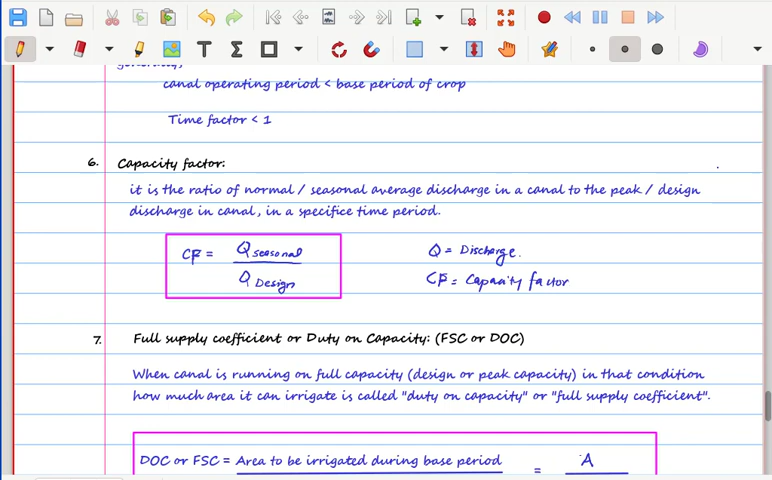 generally,
canal operating period < base period of crop
Time factor < 1
6. Capacity factor:
it is the ratio of normal / seasonal average discharge in a canal to the peak / design
discharge in canal, in a specifice time period.
CF = Q seasonal / Q Design
Q = Discharge.
CF = Capacity factor
7. Full supply coefficient or Duty on Capacity: (FSC or DOC)
When canal is running on full capacity (design or peak capacity) in that condition
how much area it can irrigate is called "duty on capacity" or "full supply coefficient".
DOC or FSC = Area to be irrigated during base period = A